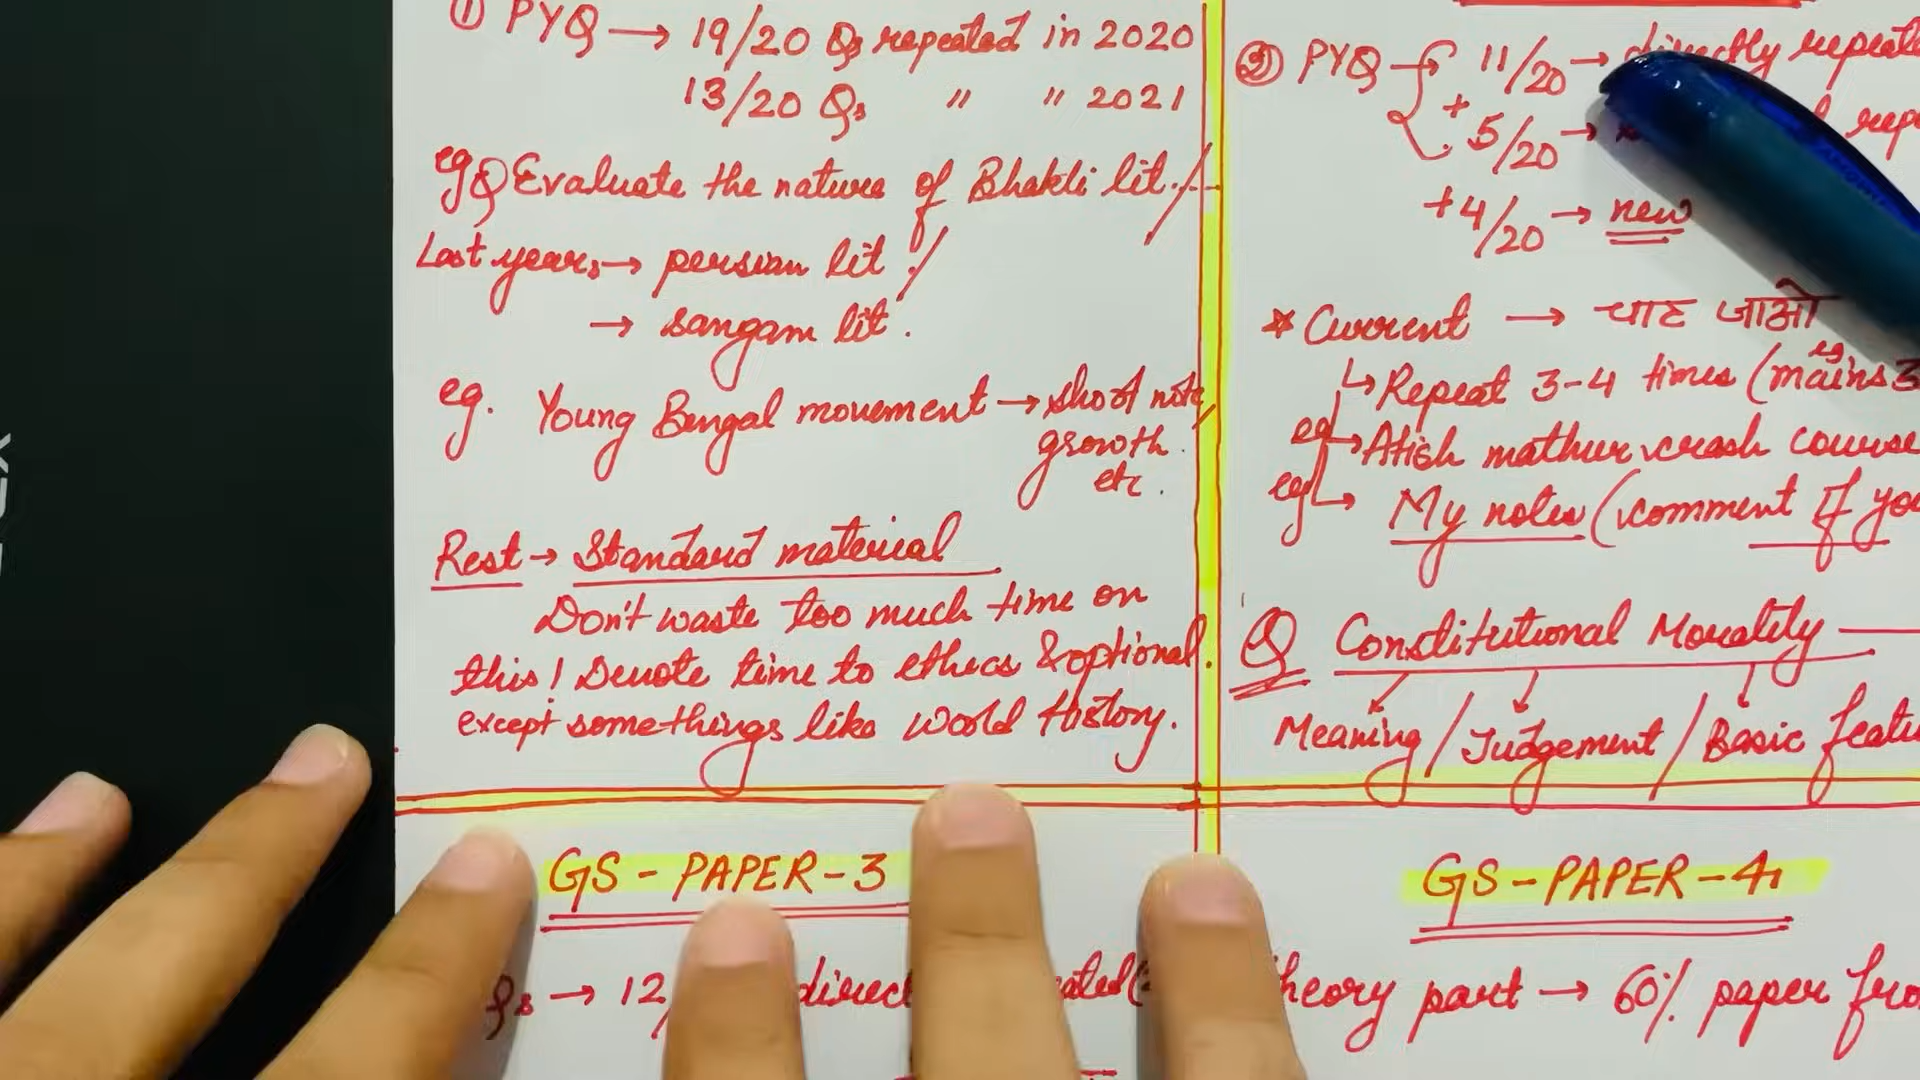 ① PYQ → 19/20 Qs repeated in 2020
13/20 Qs " " 2021
eg Q Evaluate the nature of Bhakti lit./
Last years → persian lit./
→ sangam lit.
eg. Young Bengal movement → short note/
growth.
etc.
Rest → Standard material
Don't waste too much time on
this! Devote time to ethics & optional.
except somethings like World History.
② PYQ → 11/20 → directly
+ 5/20 →
+4/20 → new
* Current → चाट जाओ
↳ Repeat 3-4 times (eg mains
eg → Atish mathur crash course
eg → My notes (comment If you
Q Constitutional Morality
Meaning / Judgement / Basic
GS - PAPER - 3
Qs → 12/
GS - PAPER - 4
part → 60% paper